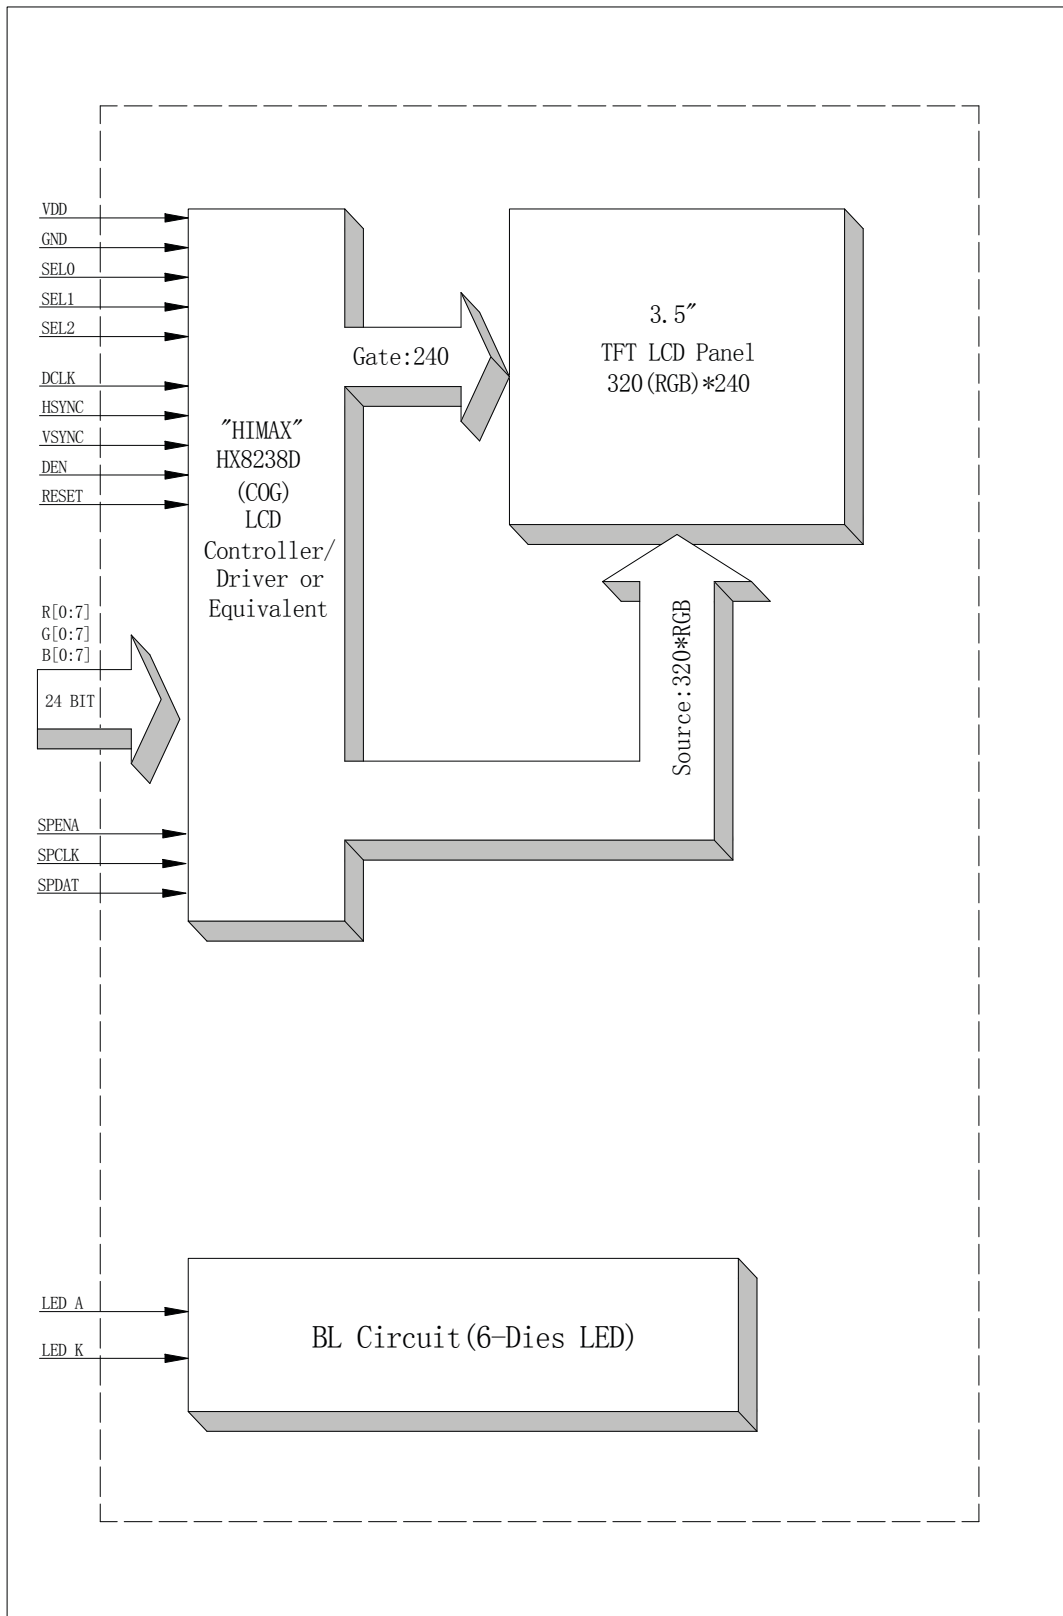 VDD
GND
SEL0
SEL1
SEL2
DCLK
HSYNC
VSYNC
DEN
RESET
R[0:7]
G[0:7]
B[0:7]
24 BIT
SPENA
SPCLK
SPDAT
"HIMAX"
HX8238D
(COG)
LCD
Controller/
Driver or
Equivalent
Gate:240
3.5"
TFT LCD Panel
320(RGB)*240
Source:320*RGB
LED A
LED K
BL Circuit(6-Dies LED)